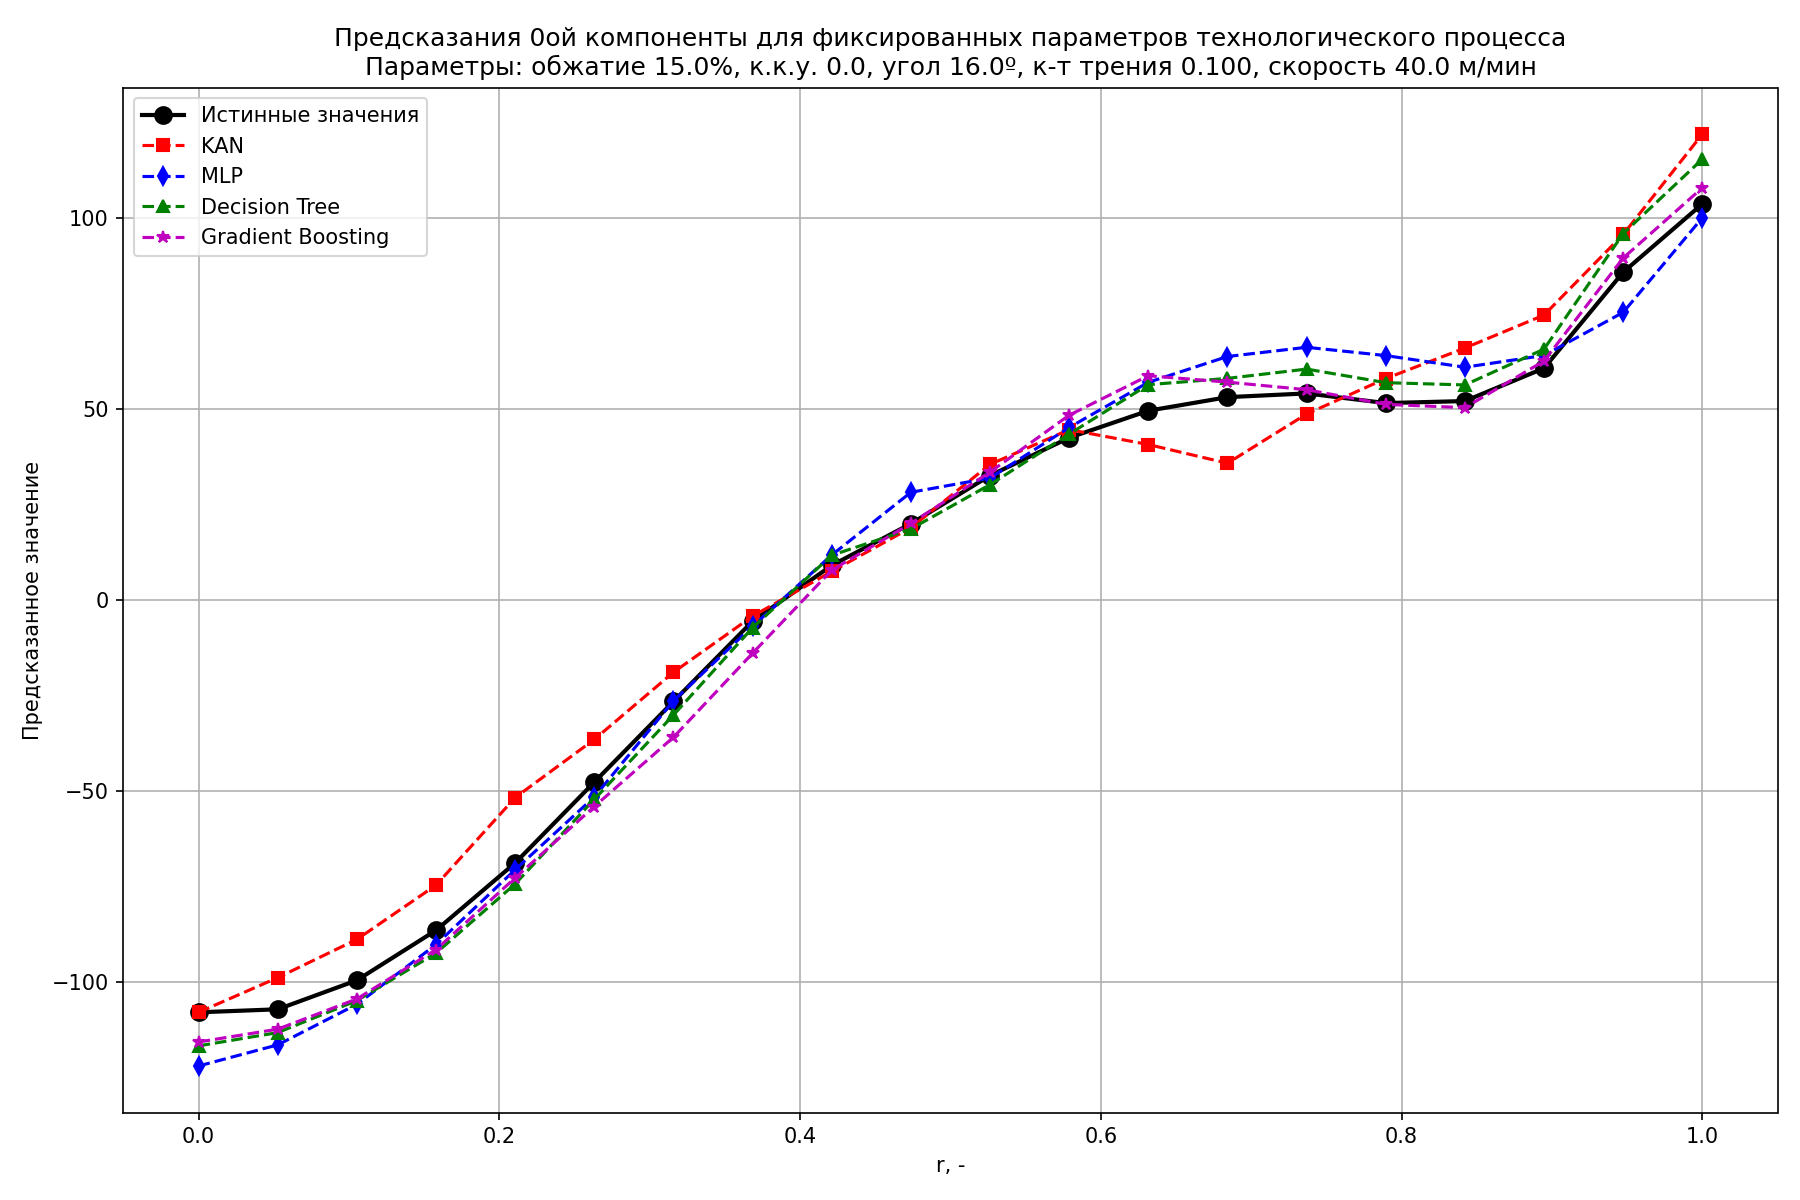 Предсказания 0ой компоненты для фиксированных параметров технологического процесса
Параметры: обжатие 15.0%, к.к.у. 0.0, угол 16.0º, к-т трения 0.100, скорость 40.0 м/мин
Истинные значения
KAN
MLP
Decision Tree
Gradient Boosting
Предсказанное значение
100
50
0
−50
−100
0.0
0.2
0.4
0.6
0.8
1.0
r, -